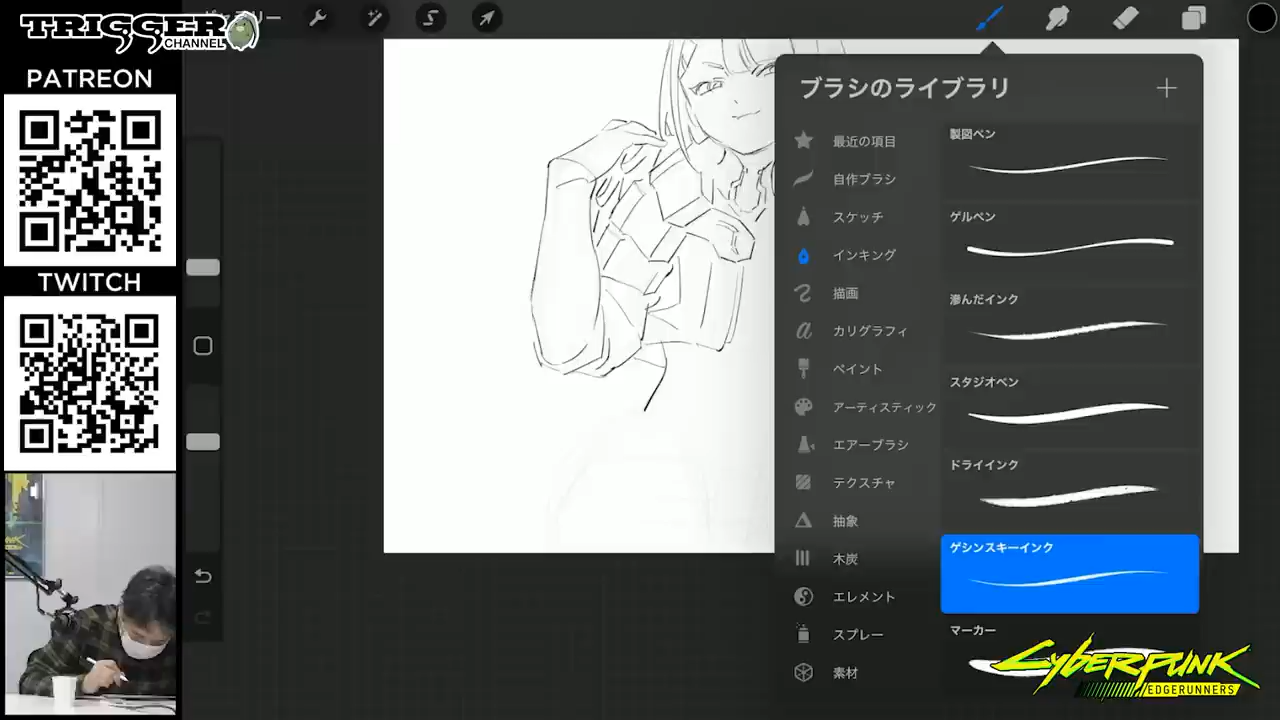 TRIGGER
CHANNEL
ギャラリー
PATREON
TWITCH
ブラシのライブラリ
最近の項目
自作ブラシ
スケッチ
インキング
描画
カリグラフィ
ペイント
アーティスティック
エアーブラシ
テクスチャ
抽象
木炭
エレメント
スプレー
素材
製図ペン
ゲルペン
滲んだインク
スタジオペン
ドライインク
ゲシンスキーインク
マーカー
CYBERPUNK
EDGERUNNERS